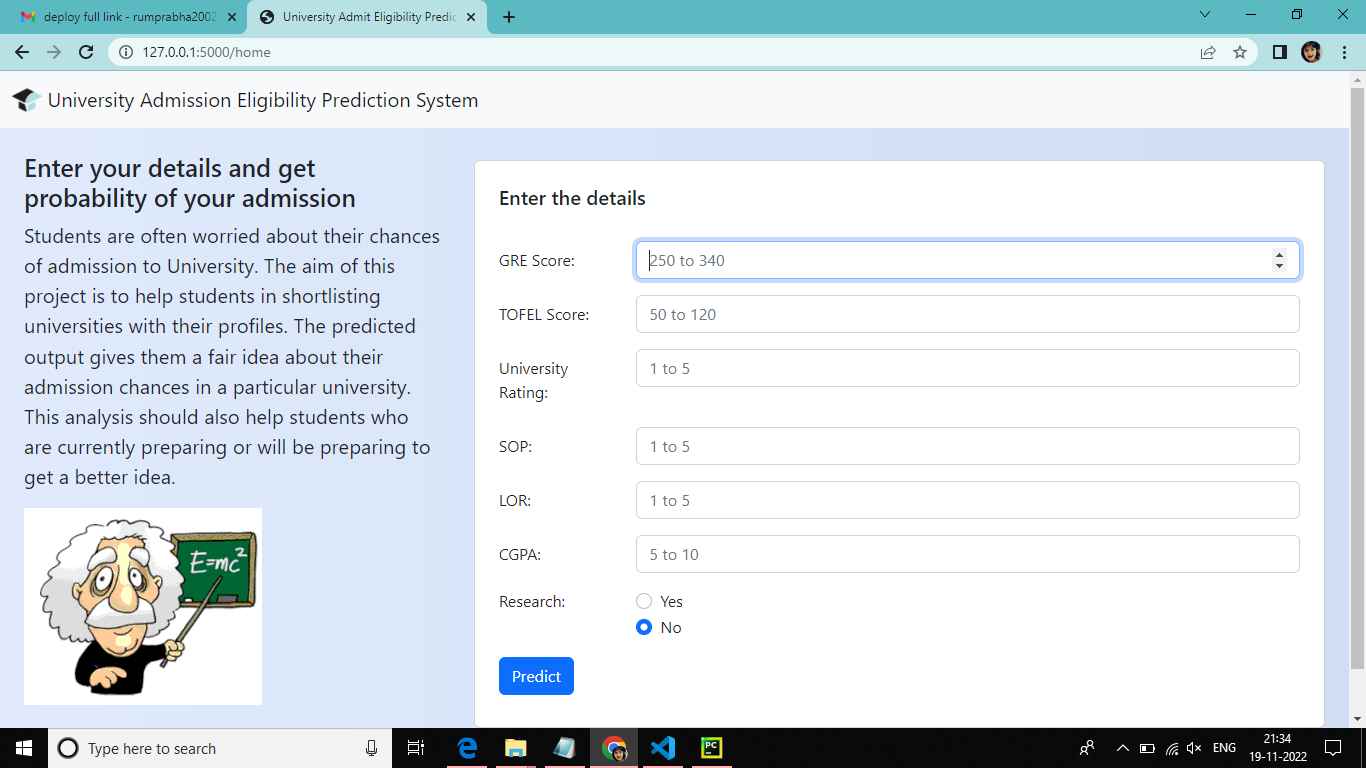 deploy full link - rumprabha2002
University Admit Eligibility Predic
127.0.0.1:5000/home
University Admission Eligibility Prediction System
Enter your details and get
probability of your admission
Students are often worried about their chances
of admission to University. The aim of this
project is to help students in shortlisting
universities with their profiles. The predicted
output gives them a fair idea about their
admission chances in a particular university.
This analysis should also help students who
are currently preparing or will be preparing to
get a better idea.
E=mc²
Enter the details
GRE Score:
250 to 340
TOFEL Score:
50 to 120
University
Rating:
1 to 5
SOP:
1 to 5
LOR:
1 to 5
CGPA:
5 to 10
Research:
Yes
No
Predict
Type here to search
PC
ENG
21:34
19-11-2022